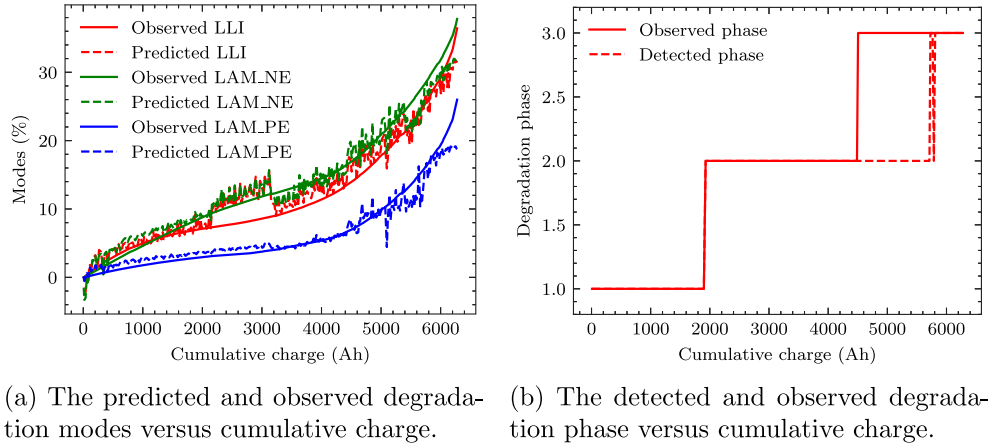 Observed LLI
Predicted LLI
Observed LAM_NE
Predicted LAM_NE
Observed LAM_PE
Predicted LAM_PE
Modes (%)
30
20
10
0
0 1000 2000 3000 4000 5000 6000
Cumulative charge (Ah)
(a) The predicted and observed degrada-
tion modes versus cumulative charge.
Observed phase
Detected phase
Degradation phase
3.0
2.5
2.0
1.5
1.0
0 1000 2000 3000 4000 5000 6000
Cumulative charge (Ah)
(b) The detected and observed degrada-
tion phase versus cumulative charge.